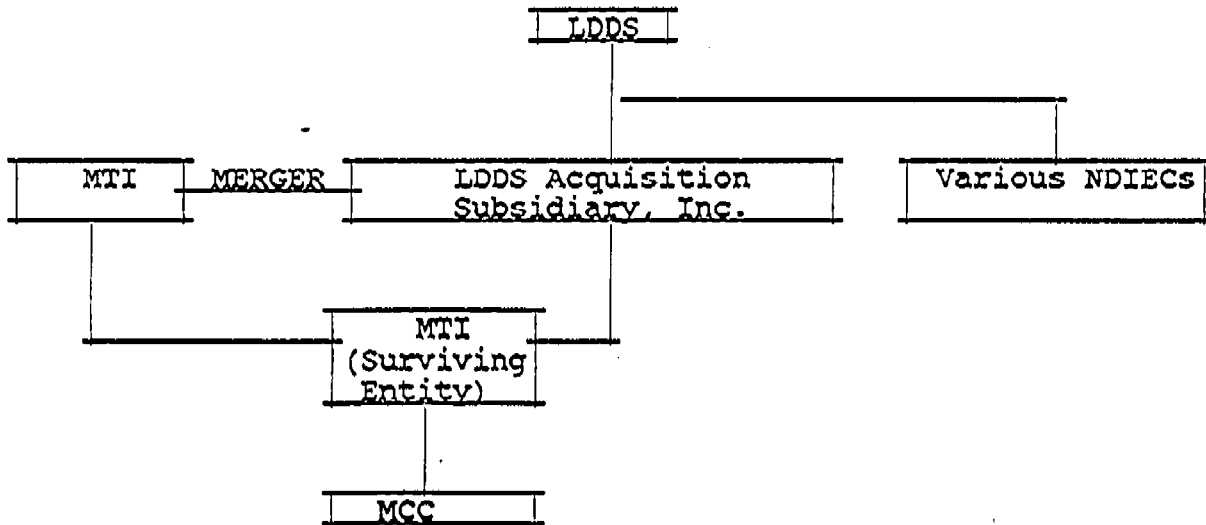 LDDS
MTI
MERGER
LDDS Acquisition
Subsidiary, Inc.
Various NDIECs
MTI
(Surviving
Entity)
MCC